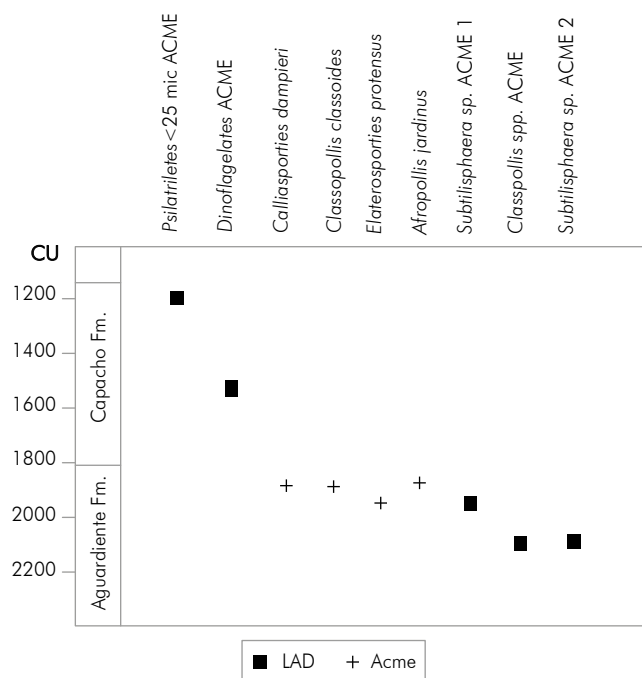 Psilatriletes <25 mic ACME
Dinoflagelates ACME
Calliasporties dampieri
Classopollis classoides
Elaterosporties protensus
Afropollis jardinus
Subtilisphaera sp. ACME 1
Classpollis spp. ACME
Subtilisphaera sp. ACME 2
CU
1200
1400
1600
1800
2000
2200
Capacho Fm.
Aguardiente Fm.
LAD
Acme